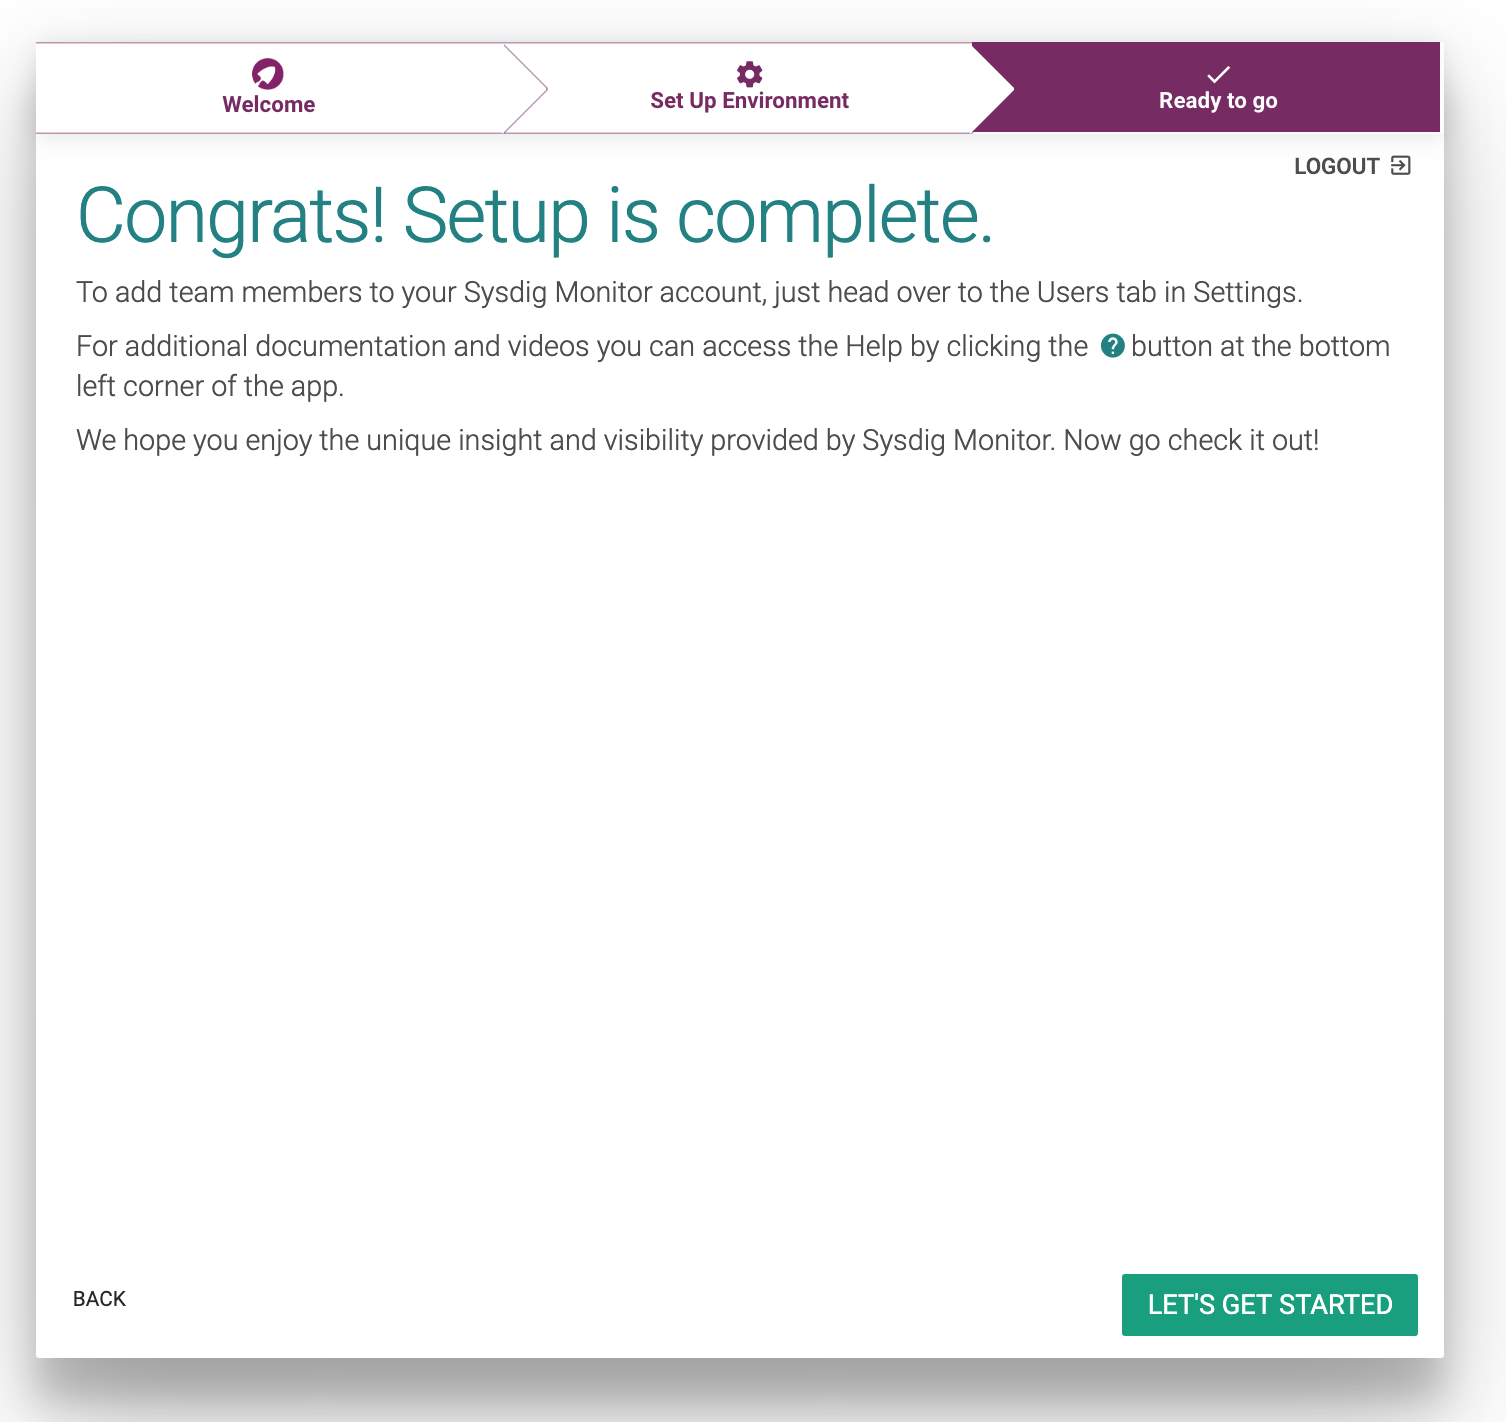 Welcome
Set Up Environment
Ready to go
LOGOUT
Congrats! Setup is complete.
To add team members to your Sysdig Monitor account, just head over to the Users tab in Settings.
For additional documentation and videos you can access the Help by clicking the ? button at the bottom
left corner of the app.
We hope you enjoy the unique insight and visibility provided by Sysdig Monitor. Now go check it out!
BACK
LET'S GET STARTED